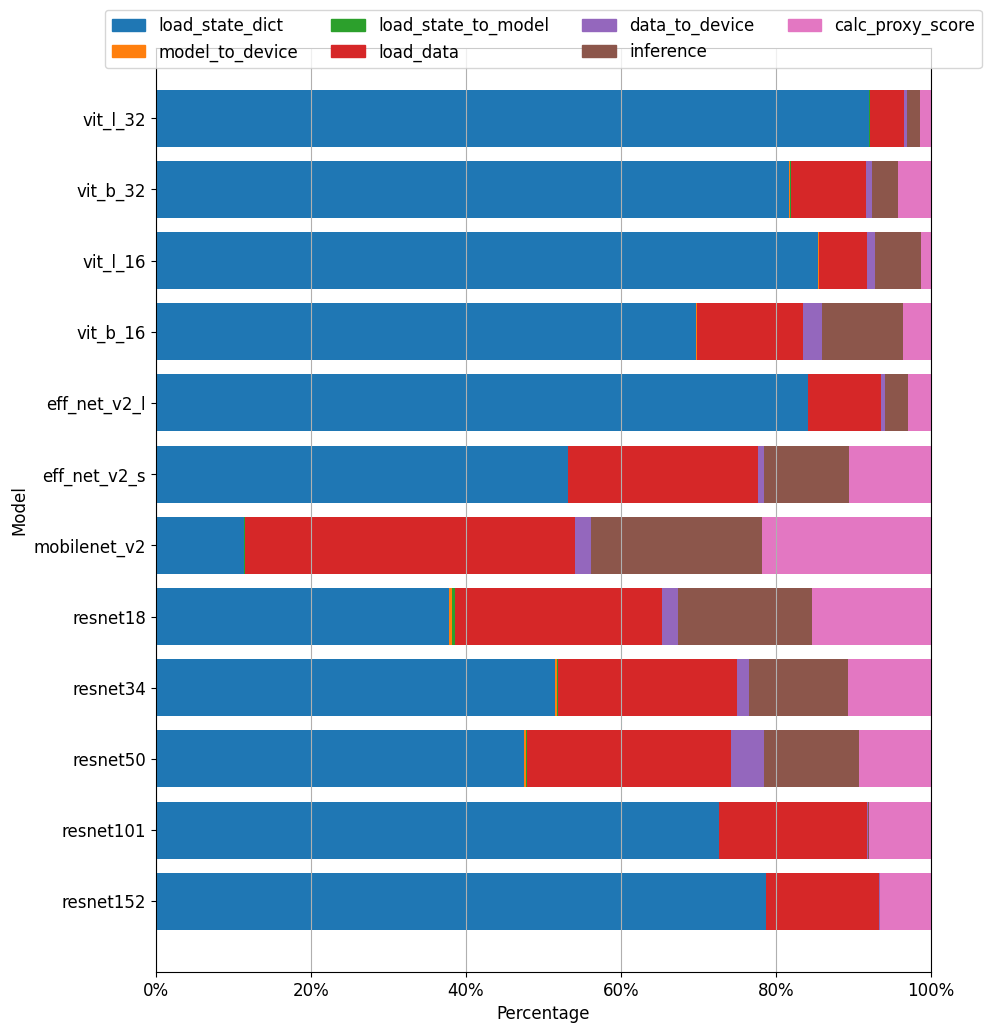 load_state_dict load_state_to_model data_to_device calc_proxy_score
model_to_device load_data inference
vit_l_32
vit_b_32
vit_l_16
vit_b_16
eff_net_v2_l
eff_net_v2_s
mobilenet_v2
resnet18
resnet34
resnet50
resnet101
resnet152
Model
0% 20% 40% 60% 80% 100%
Percentage